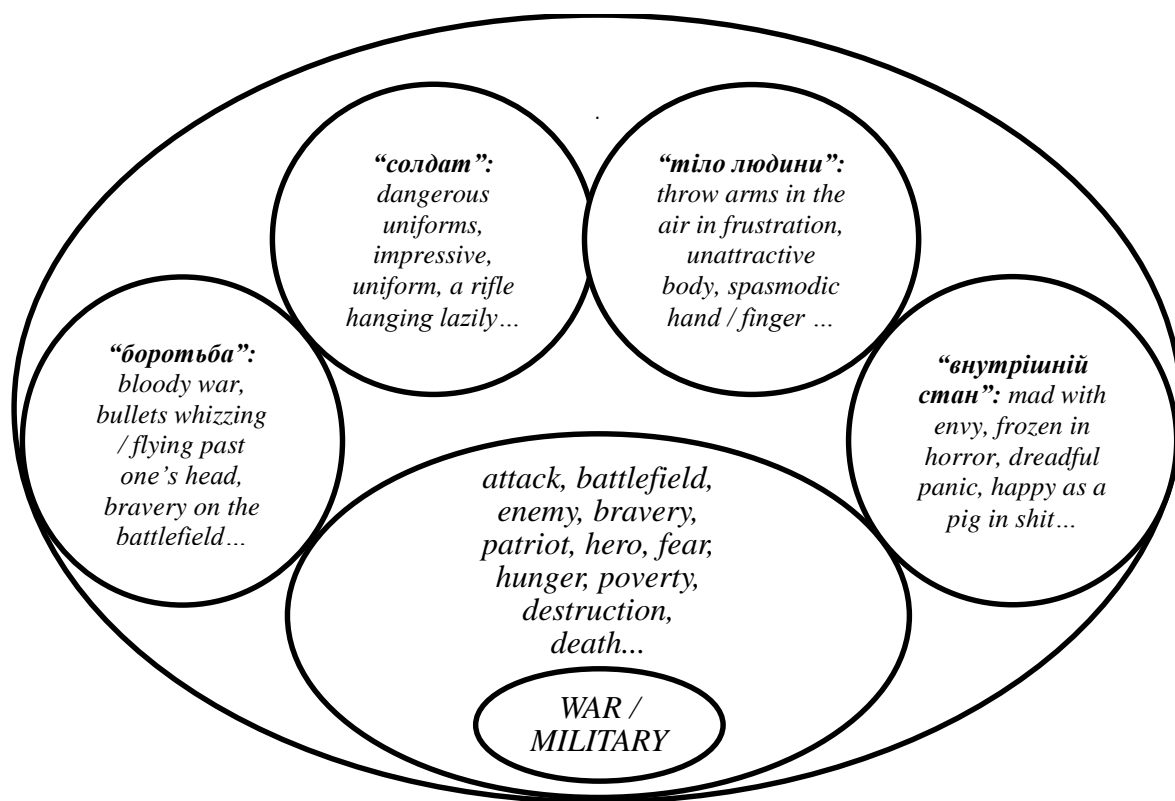 “солдат”:
dangerous
uniforms,
impressive,
uniform, a rifle
hanging lazily…
“тіло людини”:
throw arms in the
air in frustration,
unattractive
body, spasmodic
hand / finger …
“боротьба”:
bloody war,
bullets whizzing
/ flying past
one’s head,
bravery on the
battlefield…
“внутрішній
стан”: mad with
envy, frozen in
horror, dreadful
panic, happy as a
pig in shit…
attack, battlefield,
enemy, bravery,
patriot, hero, fear,
hunger, poverty,
destruction,
death...
WAR /
MILITARY